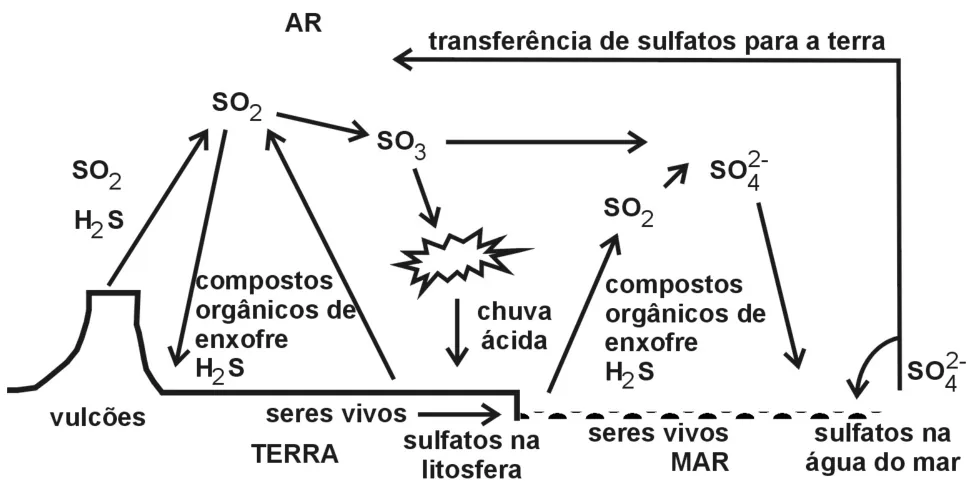 AR
transferência de sulfatos para a terra
SO2
SO3
SO2
H2S
SO4 2-
SO2
compostos
orgânicos de
enxofre
H2S
chuva
ácida
compostos
orgânicos de
enxofre
H2S
SO4 2-
vulcões
seres vivos
TERRA
sulfatos na
litosfera
seres vivos
MAR
sulfatos na
água do mar